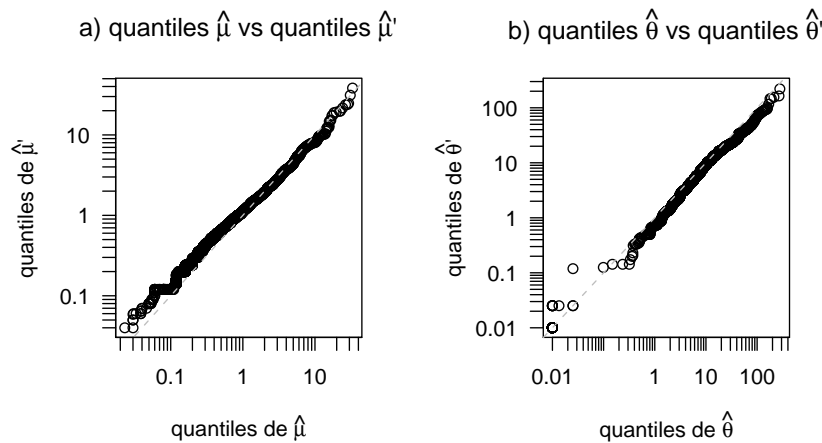 a) quantiles μ̂ vs quantiles μ̂'
quantiles de μ̂'
10
1
0.1
0.1 1 10
quantiles de μ̂
b) quantiles θ̂ vs quantiles θ̂'
quantiles de θ̂'
100
10
1
0.1
0.01
0.01 1 10 100
quantiles de θ̂